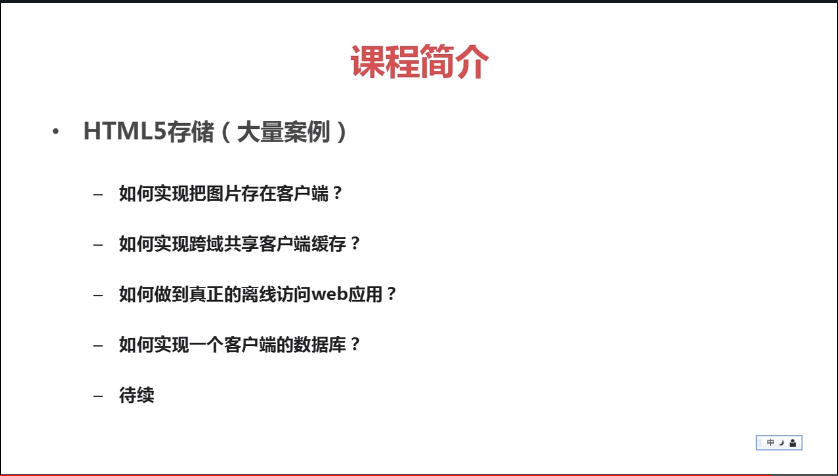 课程简介
• HTML5存储（大量案例）
– 如何实现把图片存在客户端？
– 如何实现跨域共享客户端缓存？
– 如何做到真正的离线访问web应用？
– 如何实现一个客户端的数据库？
– 待续
中